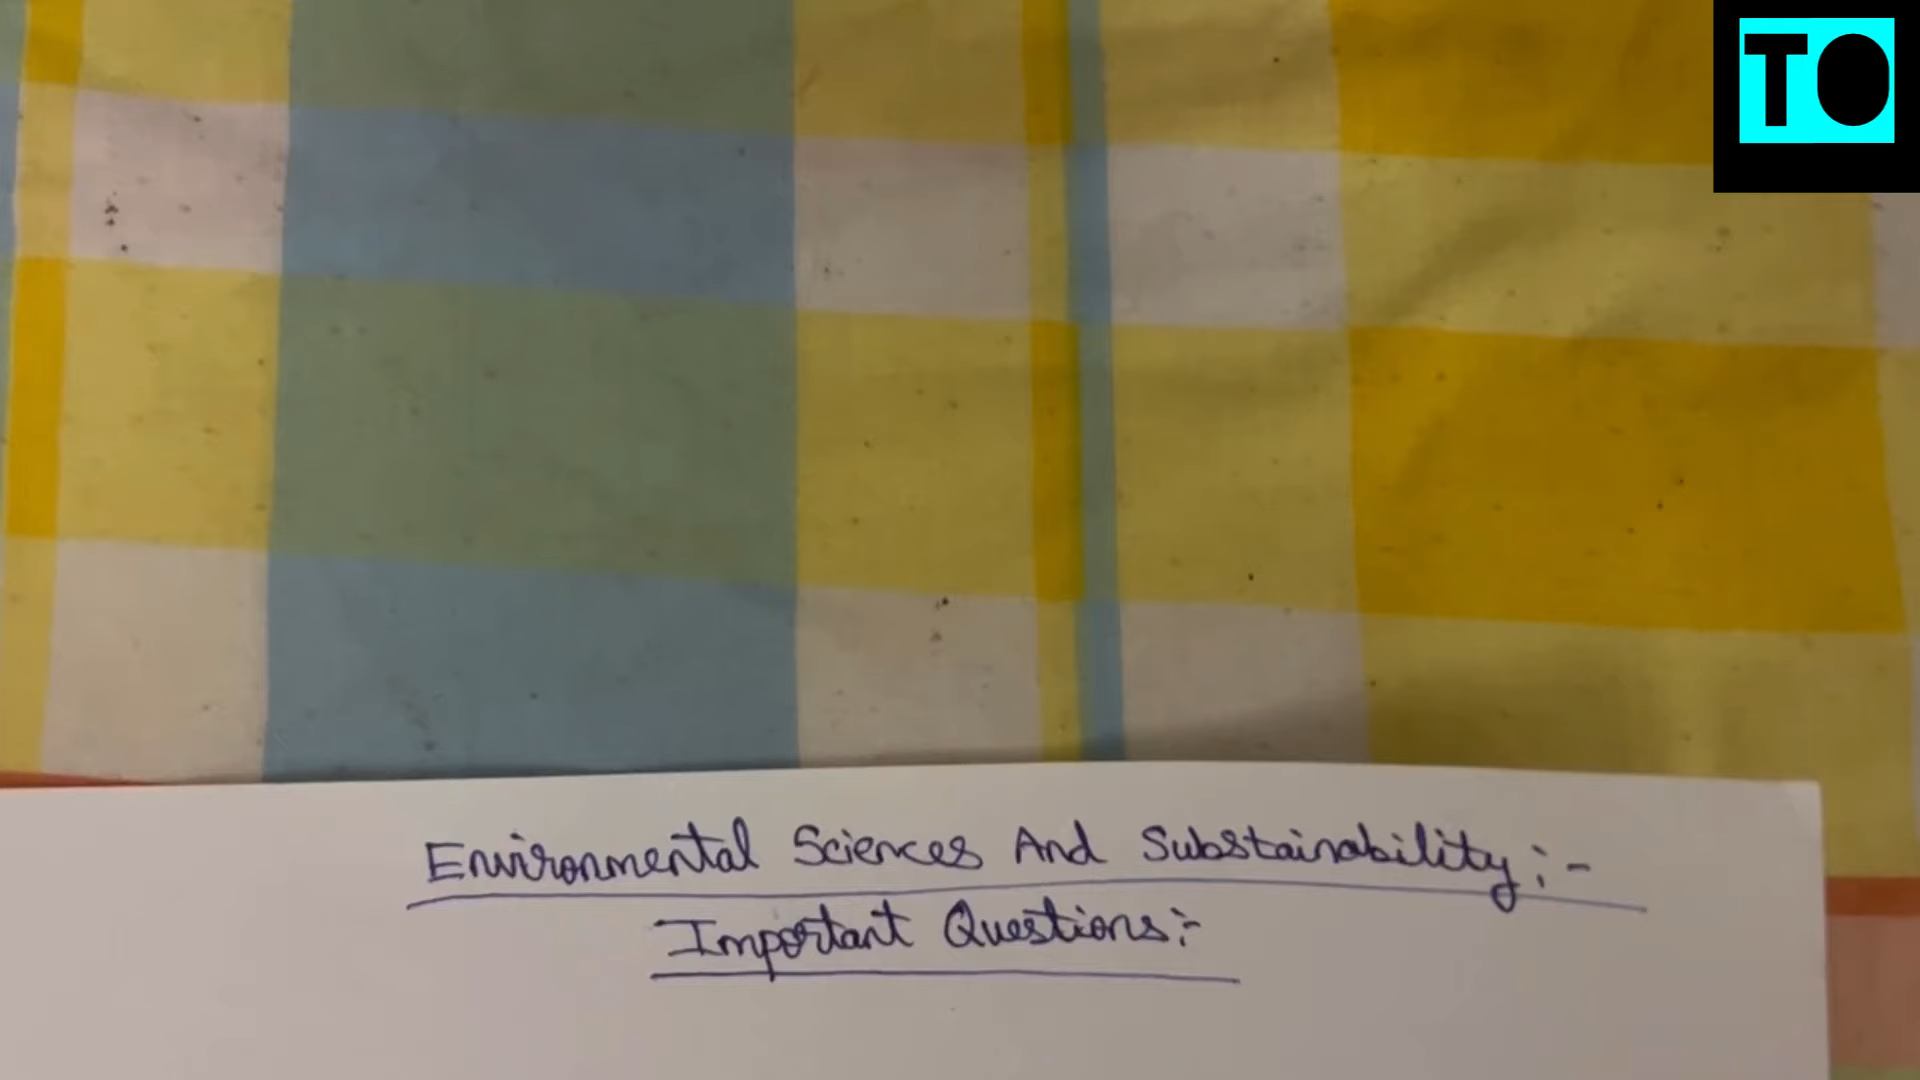 TO
Environmental Sciences And Substainability:-
Important Questions:-